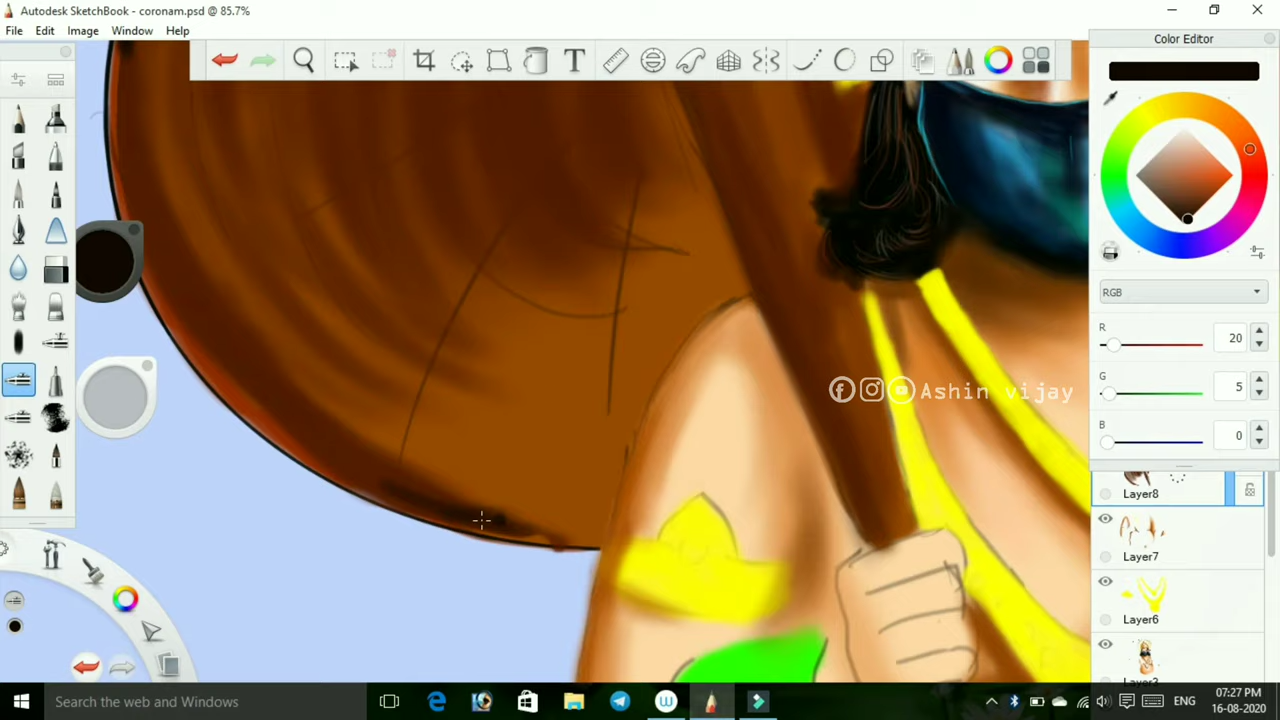 Autodesk SketchBook - coronam.psd @ 85.7%
File Edit Image Window Help
T
Color Editor
RGB
R 20
G 5
B 0
Ashin vijay
Layer8
Layer7
Layer6
Layer3
Search the web and Windows
ENG
07:27 PM
16-08-2020